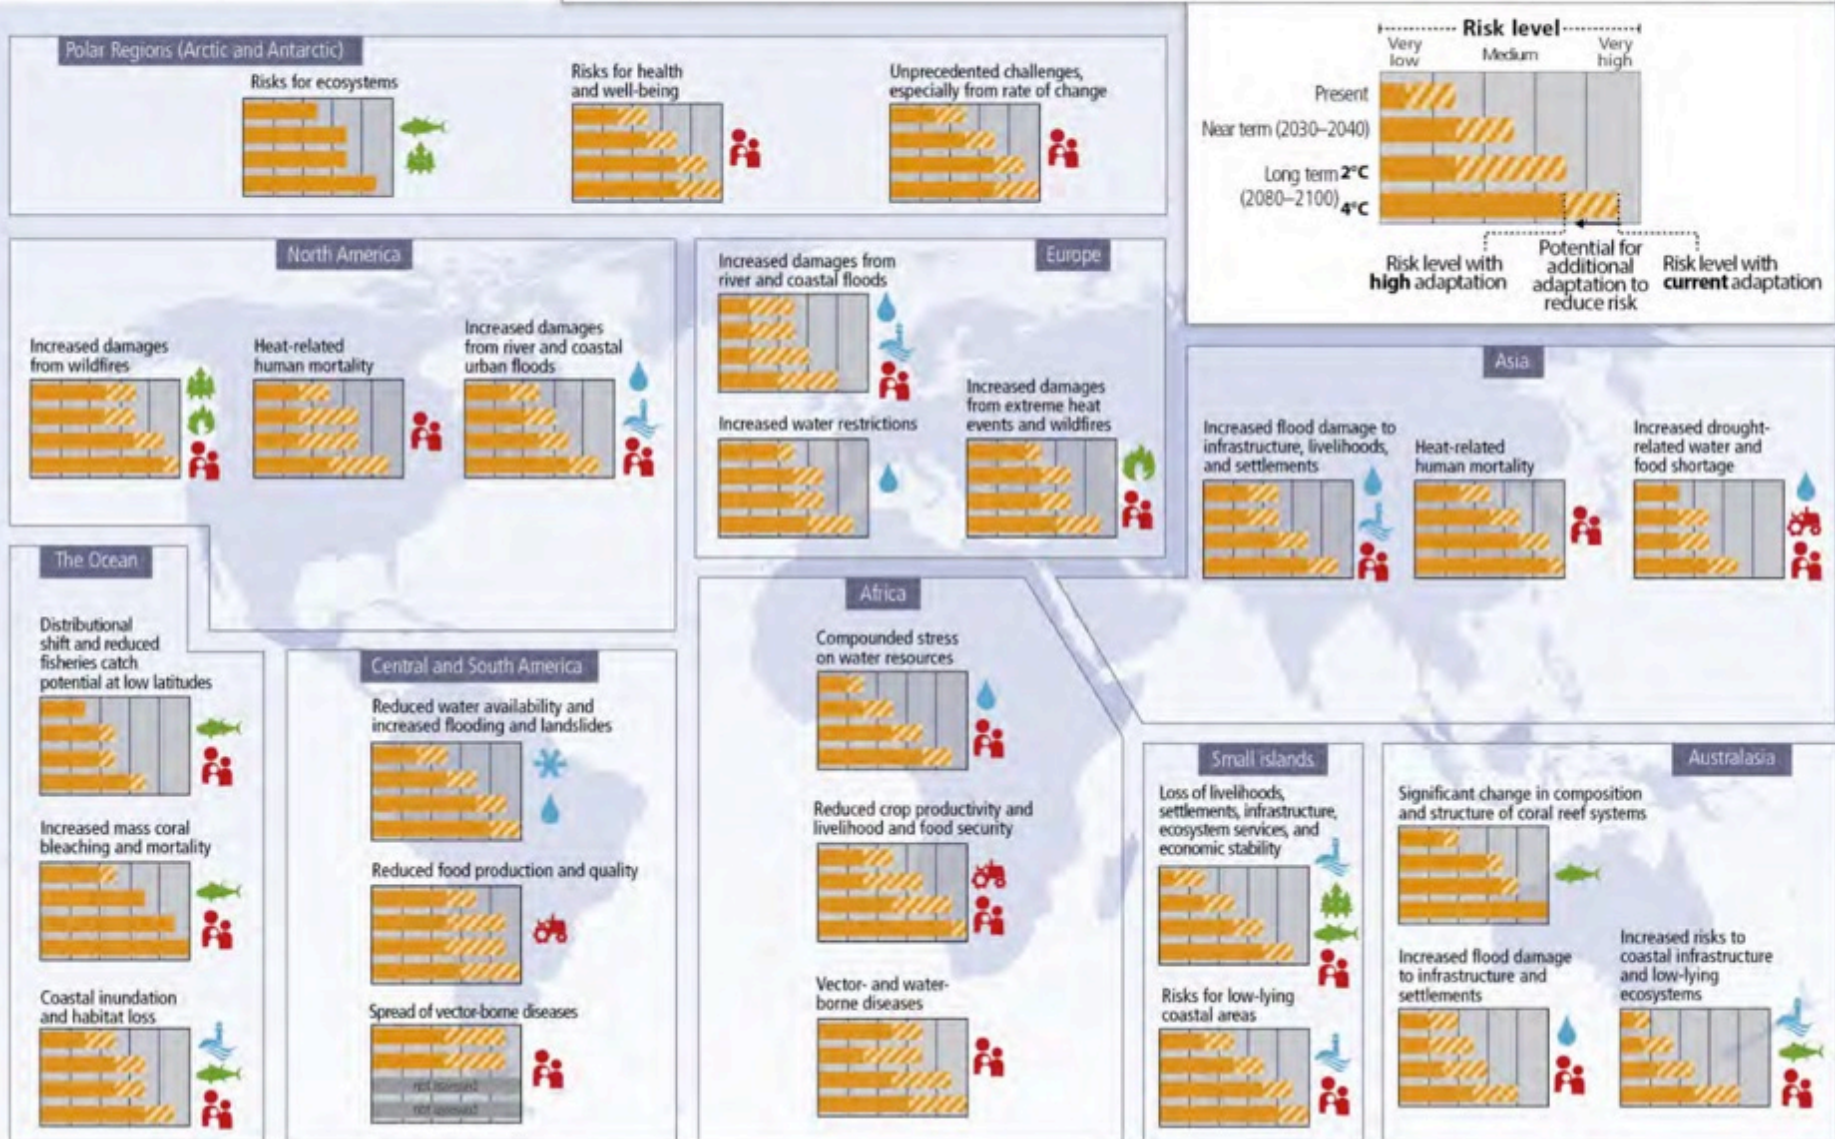 Polar Regions (Arctic and Antarctic)
Risks for ecosystems
Risks for health
and well-being
Unprecedented challenges,
especially from rate of change
Risk level
Very
low
Medium
Very
high
Present
Near term (2030–2040)
Long term 2°C
(2080–2100) 4°C
Risk level with
high adaptation
Potential for
additional
adaptation to
reduce risk
Risk level with
current adaptation
North America
Increased damages
from wildfires
Heat-related
human mortality
Increased damages
from river and coastal
urban floods
Europe
Increased damages from
river and coastal floods
Increased water restrictions
Increased damages
from extreme heat
events and wildfires
Asia
Increased flood damage to
infrastructure, livelihoods,
and settlements
Heat-related
human mortality
Increased drought-
related water and
food shortage
The Ocean
Distributional
shift and reduced
fisheries catch
potential at low latitudes
Increased mass coral
bleaching and mortality
Coastal inundation
and habitat loss
Central and South America
Reduced water availability and
increased flooding and landslides
Reduced food production and quality
Spread of vector-borne diseases
not assessed
not assessed
Africa
Compounded stress
on water resources
Reduced crop productivity and
livelihood and food security
Vector- and water-
borne diseases
Small islands
Loss of livelihoods,
settlements, infrastructure,
ecosystem services, and
economic stability
Risks for low-lying
coastal areas
Australasia
Significant change in composition
and structure of coral reef systems
Increased flood damage
to infrastructure and
settlements
Increased risks to
coastal infrastructure
and low-lying
ecosystems